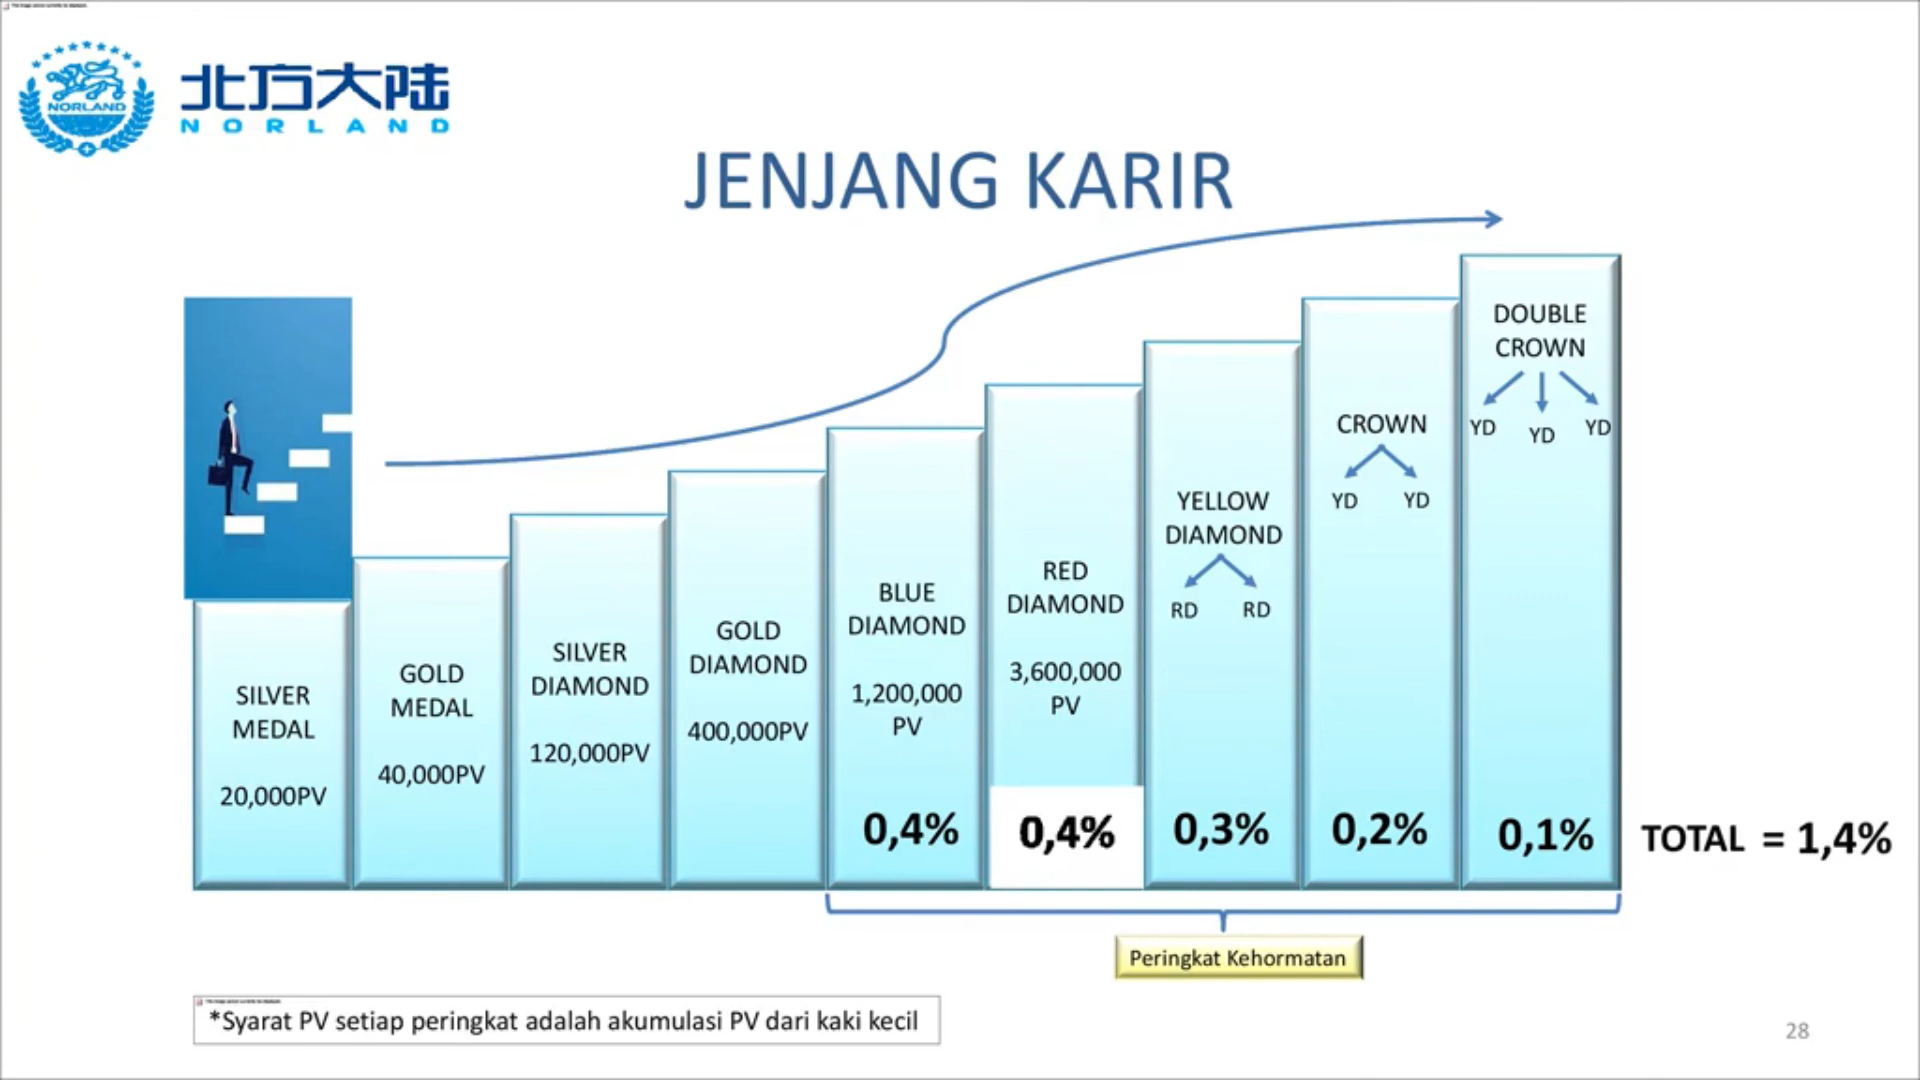 NORLAND
北方大陆
NORLAND
JENJANG KARIR
SILVER
MEDAL
20,000PV
GOLD
MEDAL
40,000PV
SILVER
DIAMOND
120,000PV
GOLD
DIAMOND
400,000PV
BLUE
DIAMOND
1,200,000
PV
0,4%
RED
DIAMOND
3,600,000
PV
0,4%
YELLOW
DIAMOND
RD RD
0,3%
CROWN
YD YD
0,2%
DOUBLE
CROWN
YD YD YD
0,1%
TOTAL = 1,4%
Peringkat Kehormatan
*Syarat PV setiap peringkat adalah akumulasi PV dari kaki kecil
28